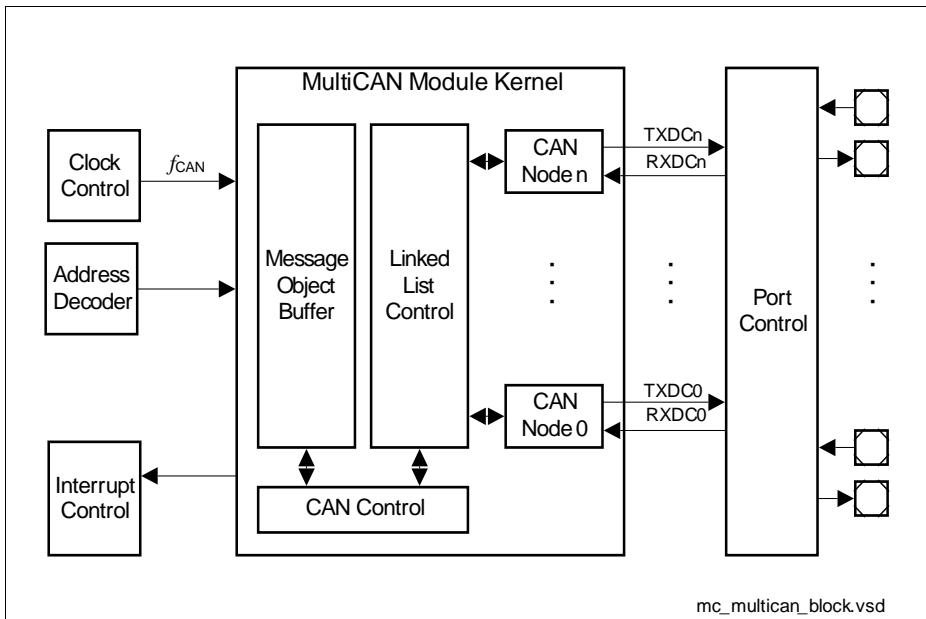 MultiCAN Module Kernel
Clock
Control
fCAN
Address
Decoder
Interrupt
Control
Message
Object
Buffer
Linked
List
Control
CAN
Node n
CAN
Node 0
CAN Control
TXDCn
RXDCn
TXDC0
RXDC0
Port
Control
mc_multican_block.vsd